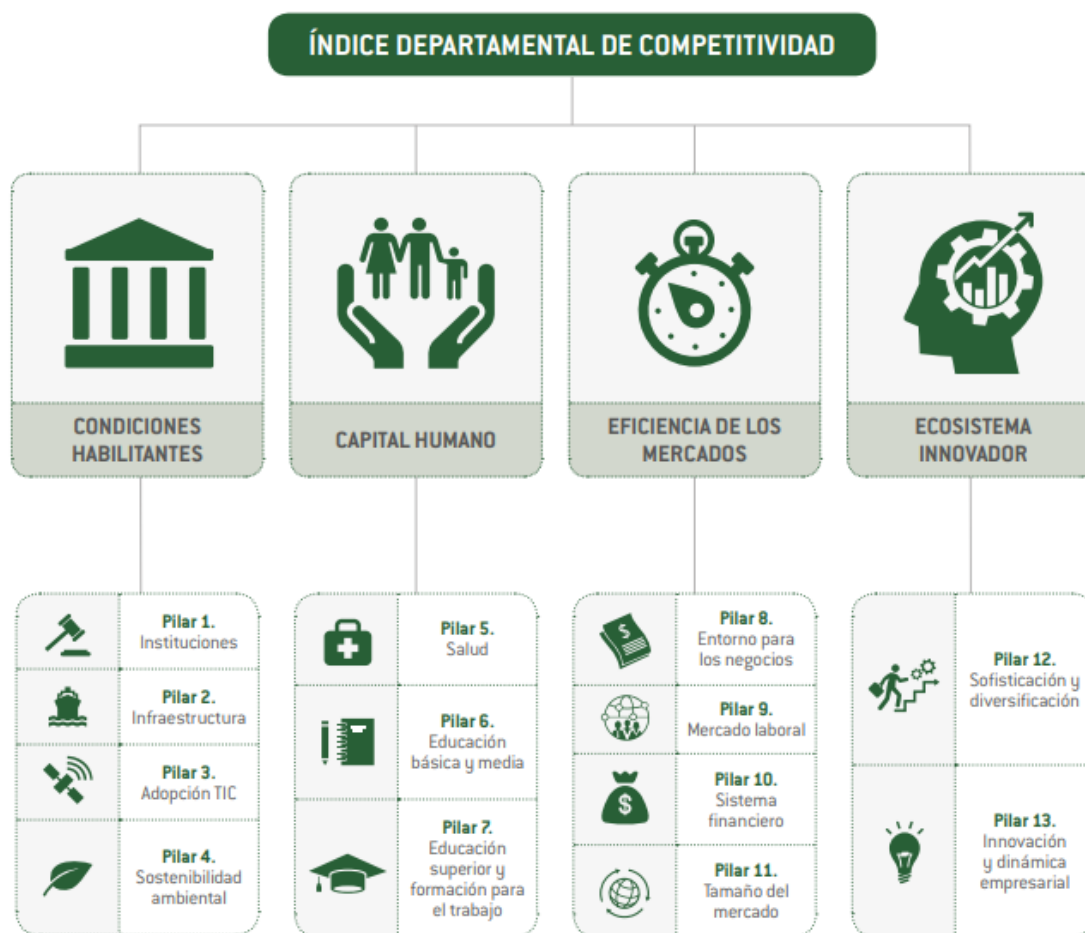 ÍNDICE DEPARTAMENTAL DE COMPETITIVIDAD
CONDICIONES
HABILITANTES
CAPITAL HUMANO
EFICIENCIA DE LOS
MERCADOS
ECOSISTEMA
INNOVADOR
Pilar 1.
Instituciones
Pilar 2.
Infraestructura
Pilar 3.
Adopción TIC
Pilar 4.
Sostenibilidad
ambiental
Pilar 5.
Salud
Pilar 6.
Educación
básica y media
Pilar 7.
Educación
superior y
formación para
el trabajo
Pilar 8.
Entorno para
los negocios
Pilar 9.
Mercado laboral
Pilar 10.
Sistema
financiero
Pilar 11.
Tamaño del
mercado
Pilar 12.
Sofisticación y
diversificación
Pilar 13.
Innovación
y dinámica
empresarial